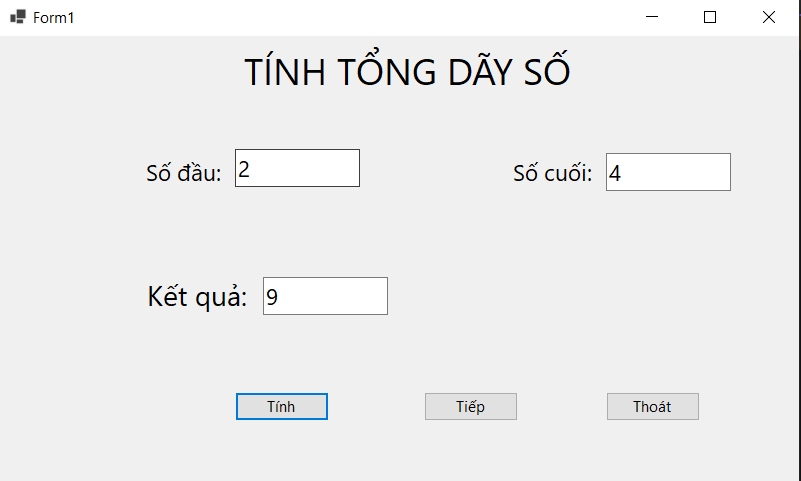 Form1
TÍNH TỔNG DÃY SỐ
Số đầu: 2 Số cuối: 4
Kết quả: 9
Tính Tiếp Thoát